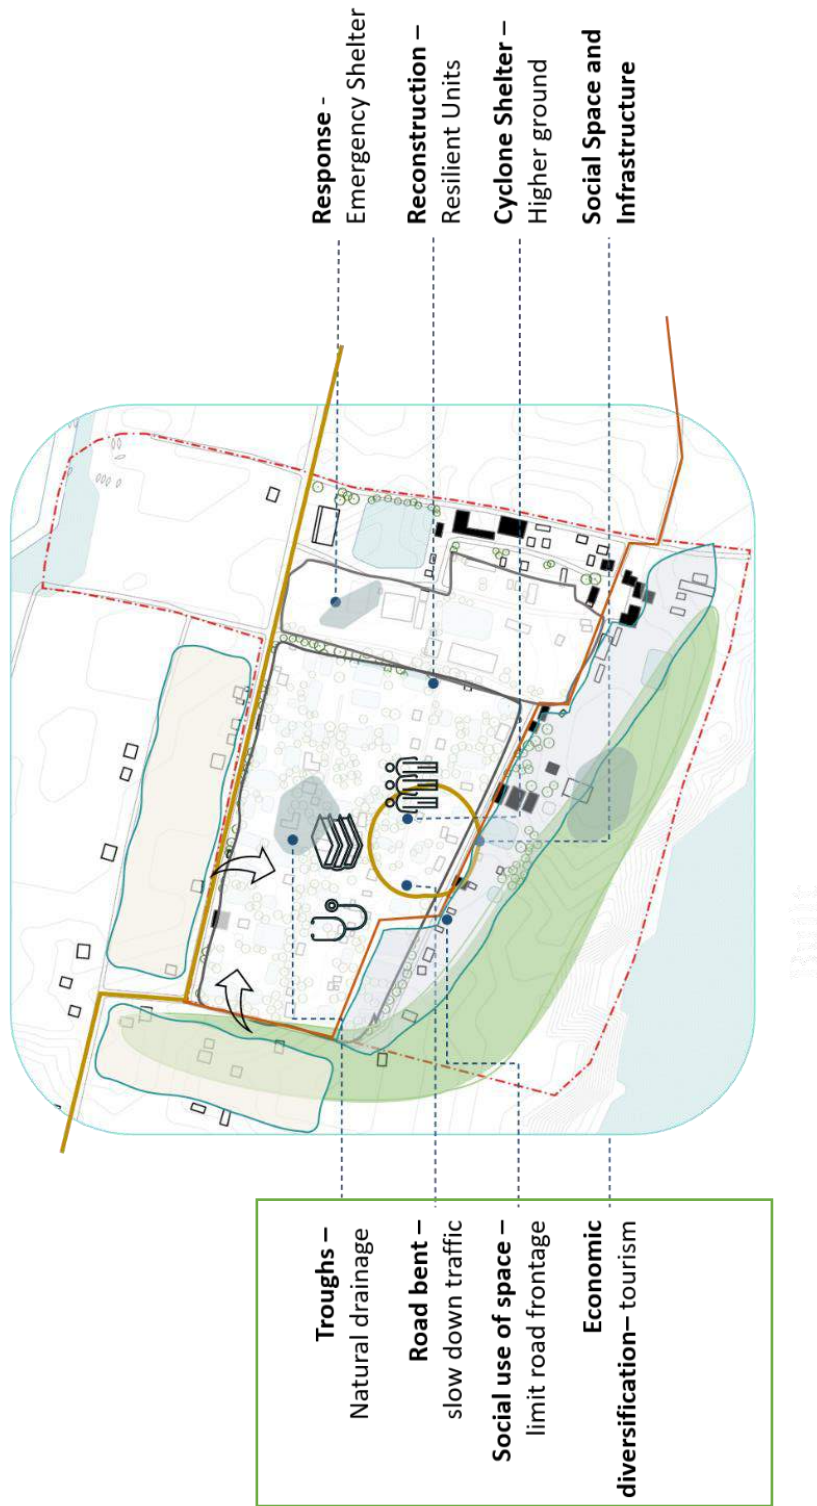 Troughs –
Natural drainage
Road bent –
slow down traffic
Social use of space –
limit road frontage
Economic
diversification– tourism
Response -
Emergency Shelter
Reconstruction –
Resilient Units
Cyclone Shelter –
Higher ground
Social Space and
Infrastructure